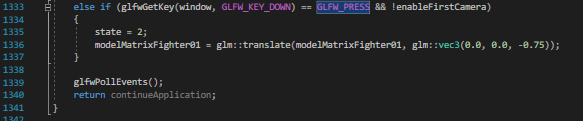 1333 else if (glfwGetKey(window, GLFW_KEY_DOWN) == GLFW_PRESS && !enableFirstCamera)
1334 {
1335 state = 2;
1336 modelMatrixFighter01 = glm::translate(modelMatrixFighter01, glm::vec3(0.0, 0.0, -0.75));
1337 }
1338
1339 glfwPollEvents();
1340 return continueApplication;
1341 }
1342